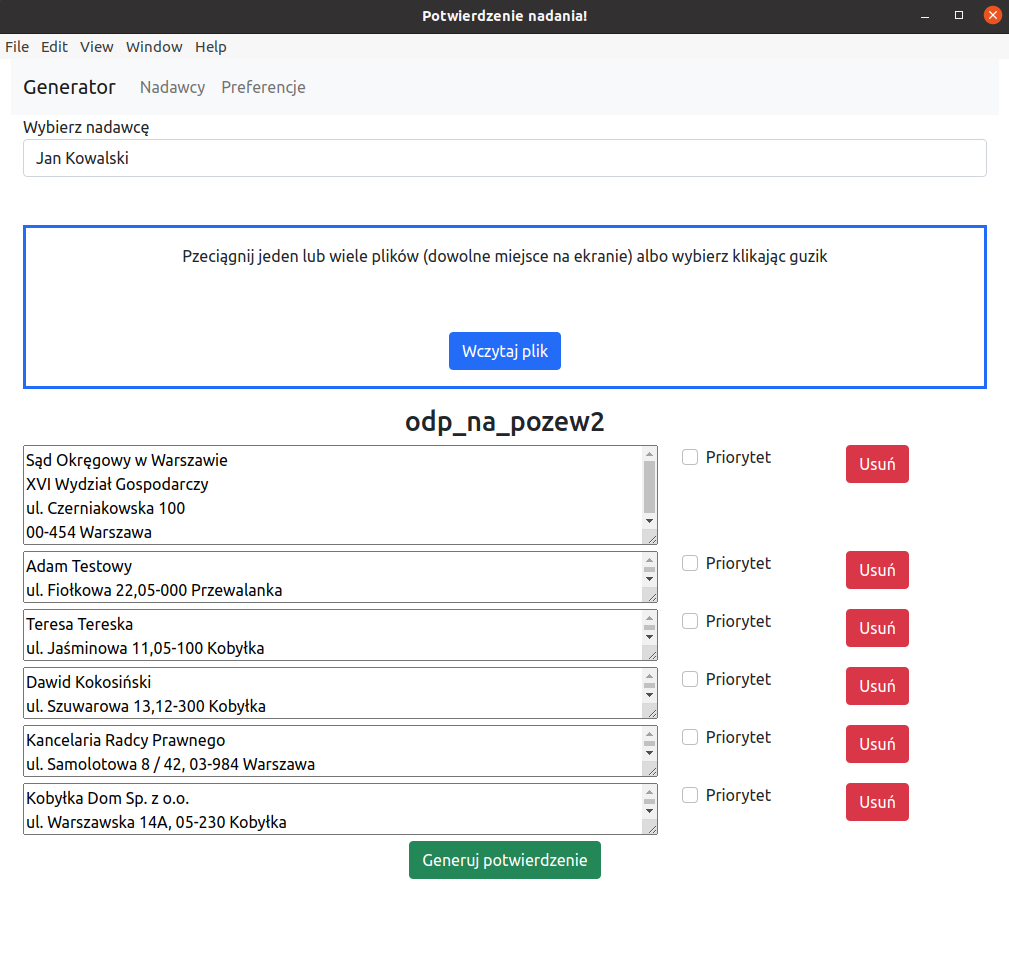 Potwierdzenie nadania!
File Edit View Window Help
Generator Nadawcy Preferencje
Wybierz nadawcę
Jan Kowalski
Pzeciągnij jeden lub wiele plików (dowolne miejsce na ekranie) albo wybierz klikając guzik
Wczytaj plik
odp_na_pozew2
Sąd Okręgowy w Warszawie
XVI Wydział Gospodarczy
ul. Czerniakowska 100
00-454 Warszawa
Priorytet
Usuń
Adam Testowy
ul. Fiołkowa 22,05-000 Przewalanka
Priorytet
Usuń
Teresa Tereska
ul. Jaśminowa 11,05-100 Kobyłka
Priorytet
Usuń
Dawid Kokosiński
ul. Szuwarowa 13,12-300 Kobyłka
Priorytet
Usuń
Kancelaria Radcy Prawnego
ul. Samolotowa 8 / 42, 03-984 Warszawa
Priorytet
Usuń
Kobyłka Dom Sp. z o.o.
ul. Warszawska 14A, 05-230 Kobyłka
Priorytet
Usuń
Generuj potwierdzenie